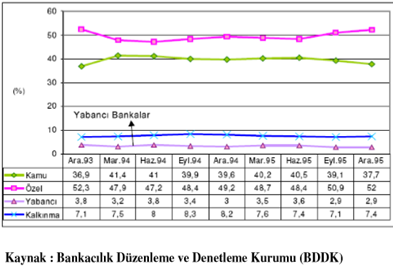 60
50
40
(%) 30
20
Yabancı Bankalar
10
0
Ara.93 Mar.94 Haz.94 Eyl.94 Ara.94 Mar.95 Haz.95 Eyl.95 Ara.95
Kamu 36,9 41,4 41 39,9 39,6 40,2 40,5 39,1 37,7
Özel 52,3 47,9 47,2 48,4 49,2 48,7 48,4 50,9 52
Yabancı 3,8 3,2 3,8 3,4 3 3,5 3,6 2,9 2,9
Kalkınma 7,1 7,5 8 8,3 8,2 7,6 7,4 7,1 7,4
Kaynak : Bankacılık Düzenleme ve Denetleme Kurumu (BDDK)